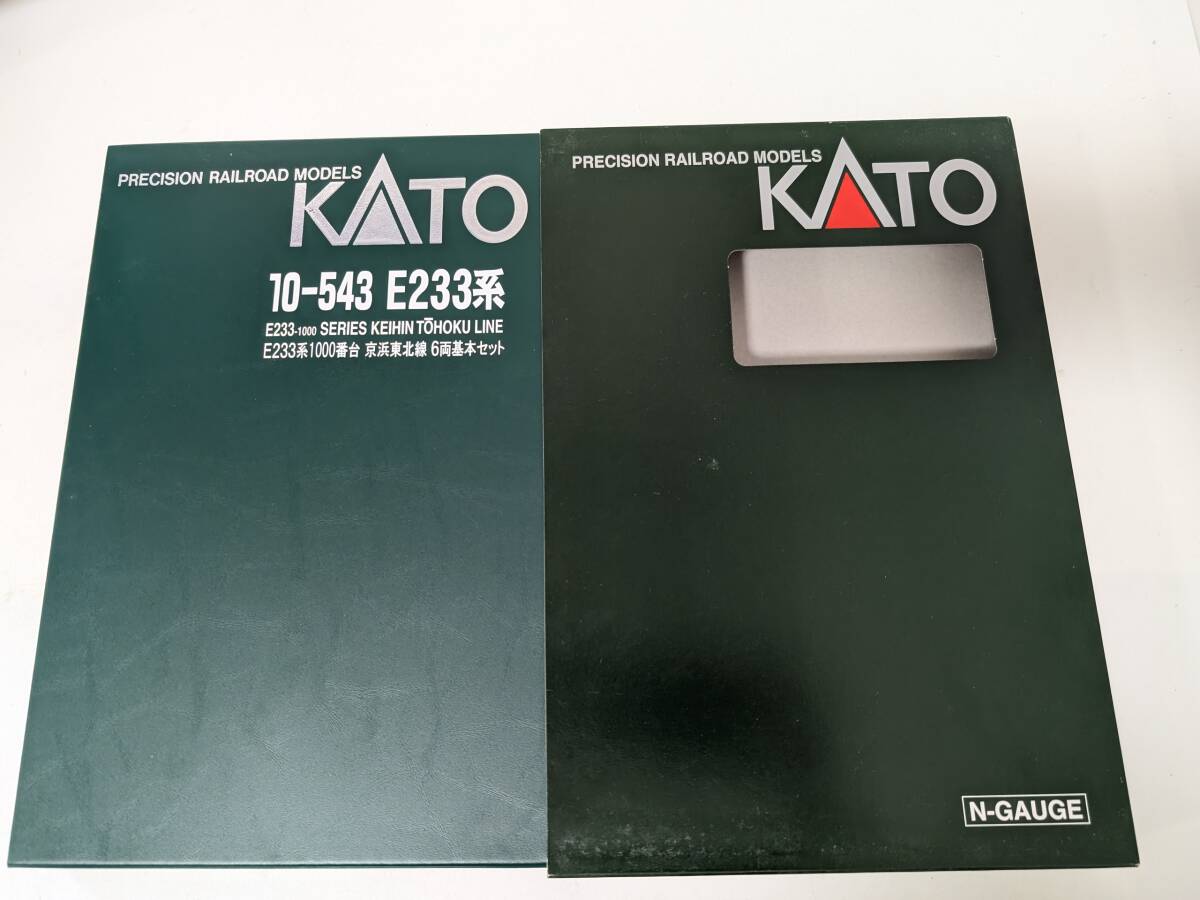 PRECISION RAILROAD MODELS
KATO
10-543 E233系
E233-1000 SERIES KEIHIN TŌHOKU LINE
E233系1000番台 京浜東北線 6両基本セット
PRECISION RAILROAD MODELS
KATO
N-GAUGE